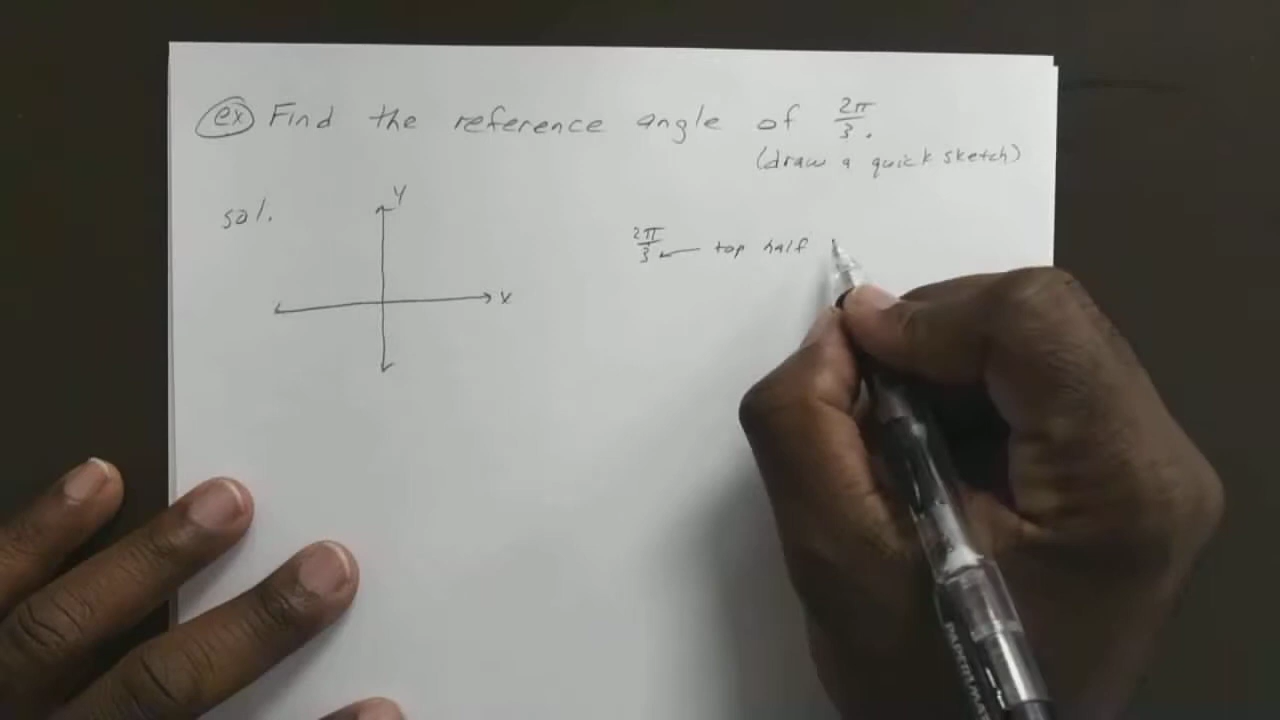 ex Find the reference angle of 2π/3.
(draw a quick sketch)
sol.
y
2π/3 ← top half
x